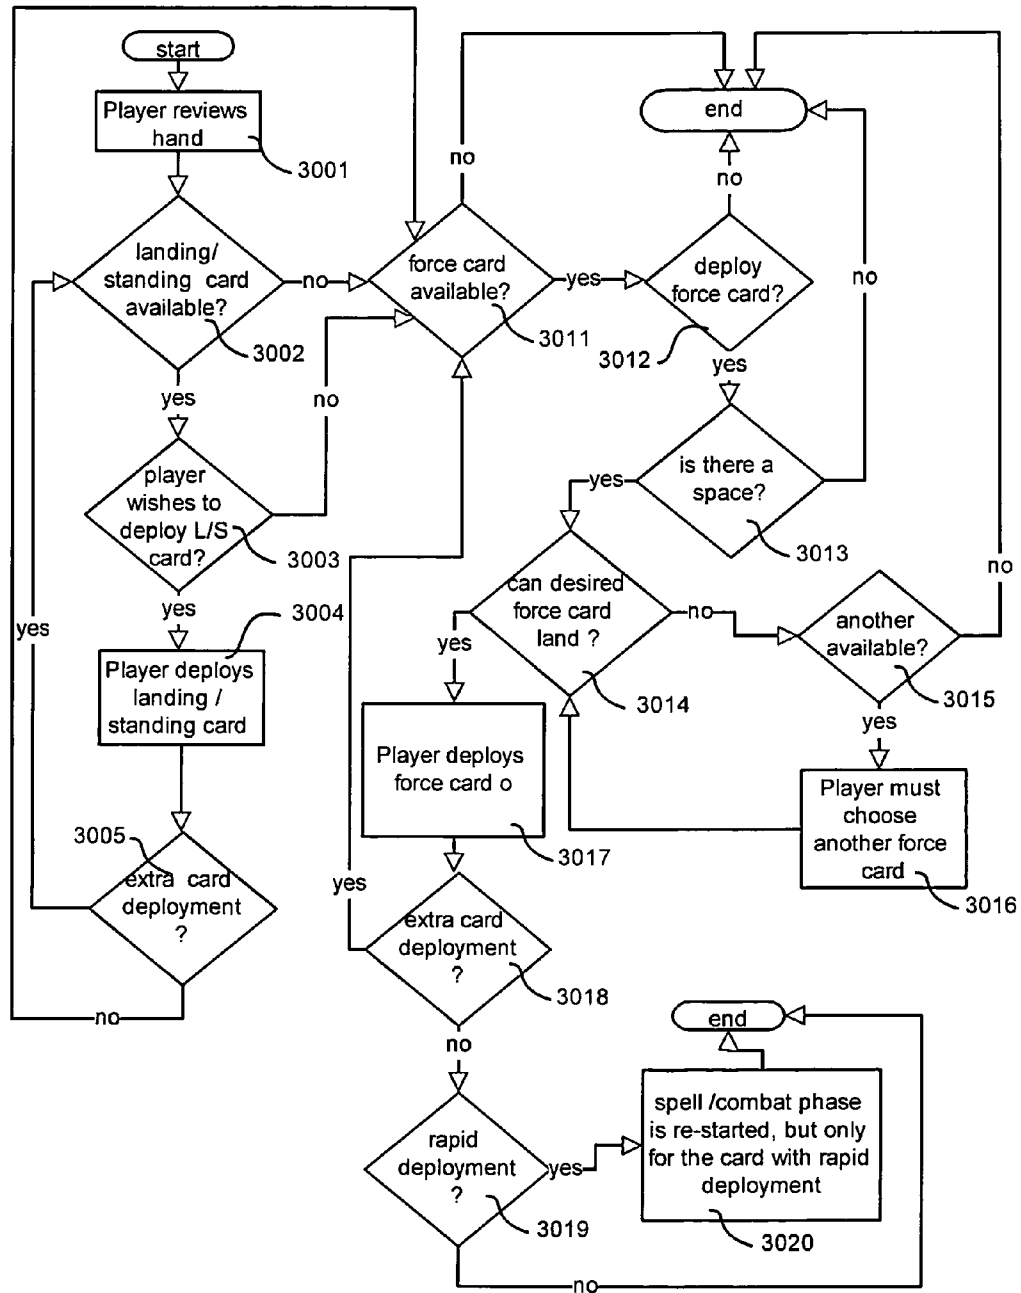 start
Player reviews
hand
3001
landing/
standing card
available?
3002
no
yes
player
wishes to
deploy L/S
card?
3003
no
yes
3004
Player deploys
landing /
standing card
3005
extra card
deployment
?
yes
no
force card
available?
3011
no
yes
end
deploy
force card?
3012
no
yes
is there a
space?
3013
no
yes
can desired
force card
land ?
3014
no
yes
another
available?
3015
no
yes
Player must
choose
another force
card
3016
Player deploys
force card o
3017
extra card
deployment
?
3018
yes
no
rapid
deployment
?
3019
yes
no
spell /combat phase
is re-started, but only
for the card with rapid
deployment
3020
end